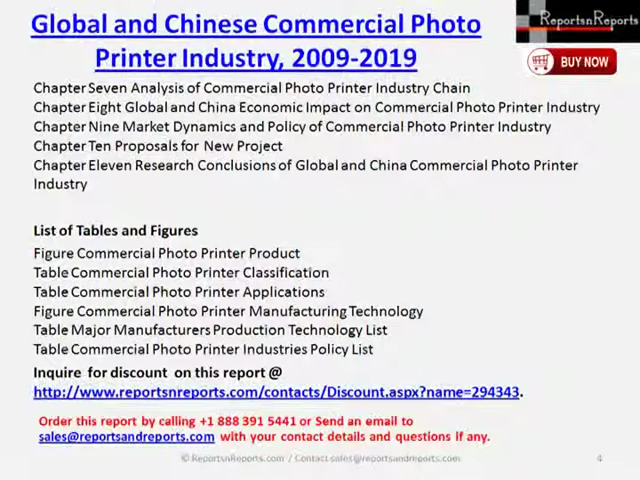 Global and Chinese Commercial Photo
Printer Industry, 2009-2019
ReportsnReports
BUY NOW
Chapter Seven Analysis of Commercial Photo Printer Industry Chain
Chapter Eight Global and China Economic Impact on Commercial Photo Printer Industry
Chapter Nine Market Dynamics and Policy of Commercial Photo Printer Industry
Chapter Ten Proposals for New Project
Chapter Eleven Research Conclusions of Global and China Commercial Photo Printer
Industry
List of Tables and Figures
Figure Commercial Photo Printer Product
Table Commercial Photo Printer Classification
Table Commercial Photo Printer Applications
Figure Commercial Photo Printer Manufacturing Technology
Table Major Manufacturers Production Technology List
Table Commercial Photo Printer Industries Policy List
Inquire for discount on this report @
http://www.reportsnreports.com/contacts/Discount.aspx?name=294343.
Order this report by calling +1 888 391 5441 or Send an email to
sales@reportsandreports.com with your contact details and questions if any.
© ReportsnReports.com / Contact sales@reportsandreports.com
4